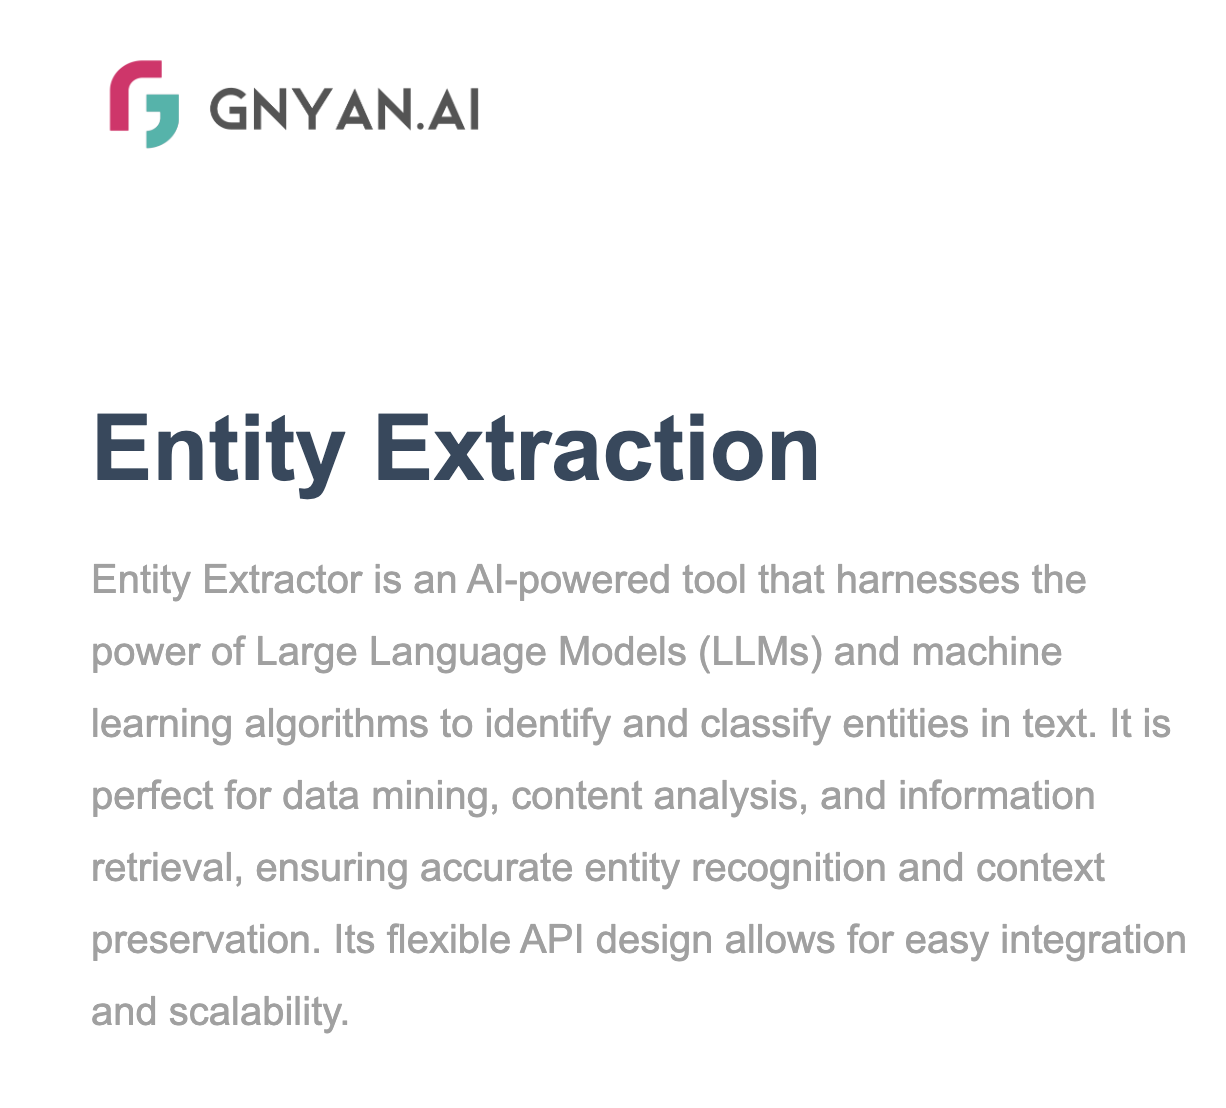 GNYAN.AI
Entity Extraction
Entity Extractor is an AI-powered tool that harnesses the
power of Large Language Models (LLMs) and machine
learning algorithms to identify and classify entities in text. It is
perfect for data mining, content analysis, and information
retrieval, ensuring accurate entity recognition and context
preservation. Its flexible API design allows for easy integration
and scalability.